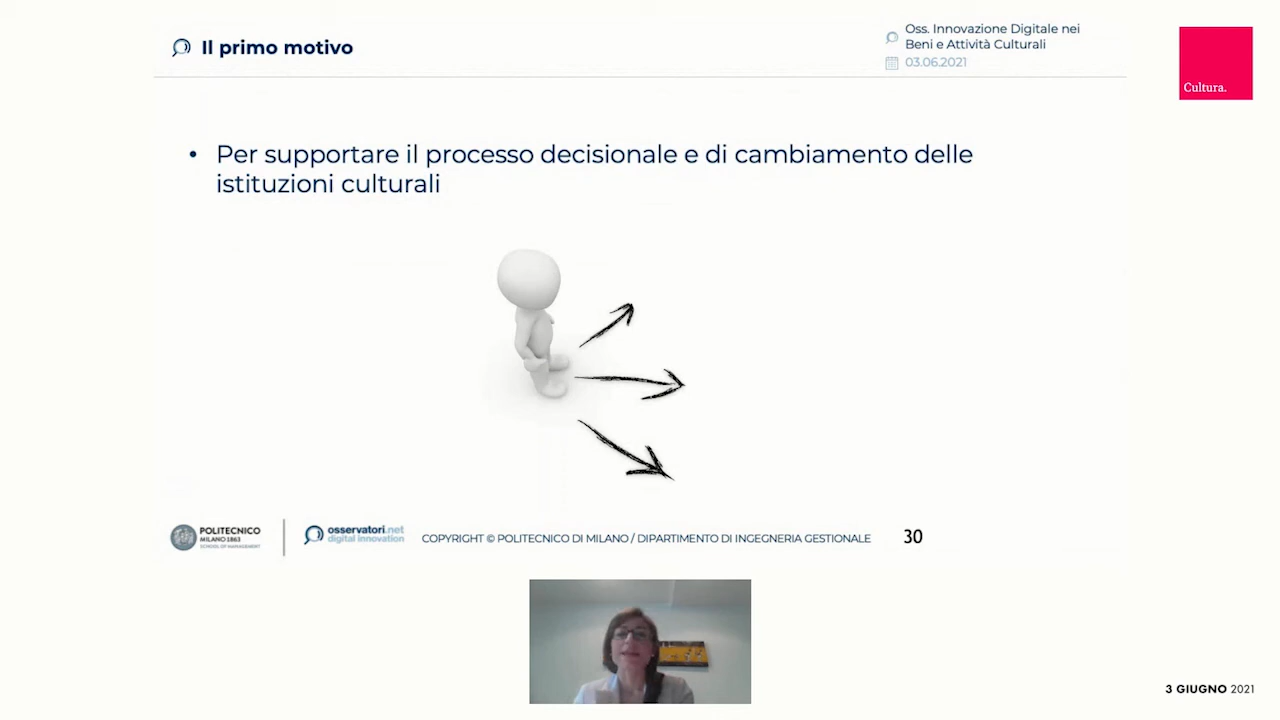 Il primo motivo
Oss. Innovazione Digitale nei
Beni e Attività Culturali
03.06.2021
Cultura.
• Per supportare il processo decisionale e di cambiamento delle
istituzioni culturali
POLITECNICO
MILANO 1863
SCHOOL OF MANAGEMENT
osservatori.net
digital innovation
COPYRIGHT © POLITECNICO DI MILANO / DIPARTIMENTO DI INGEGNERIA GESTIONALE
30
3 GIUGNO 2021